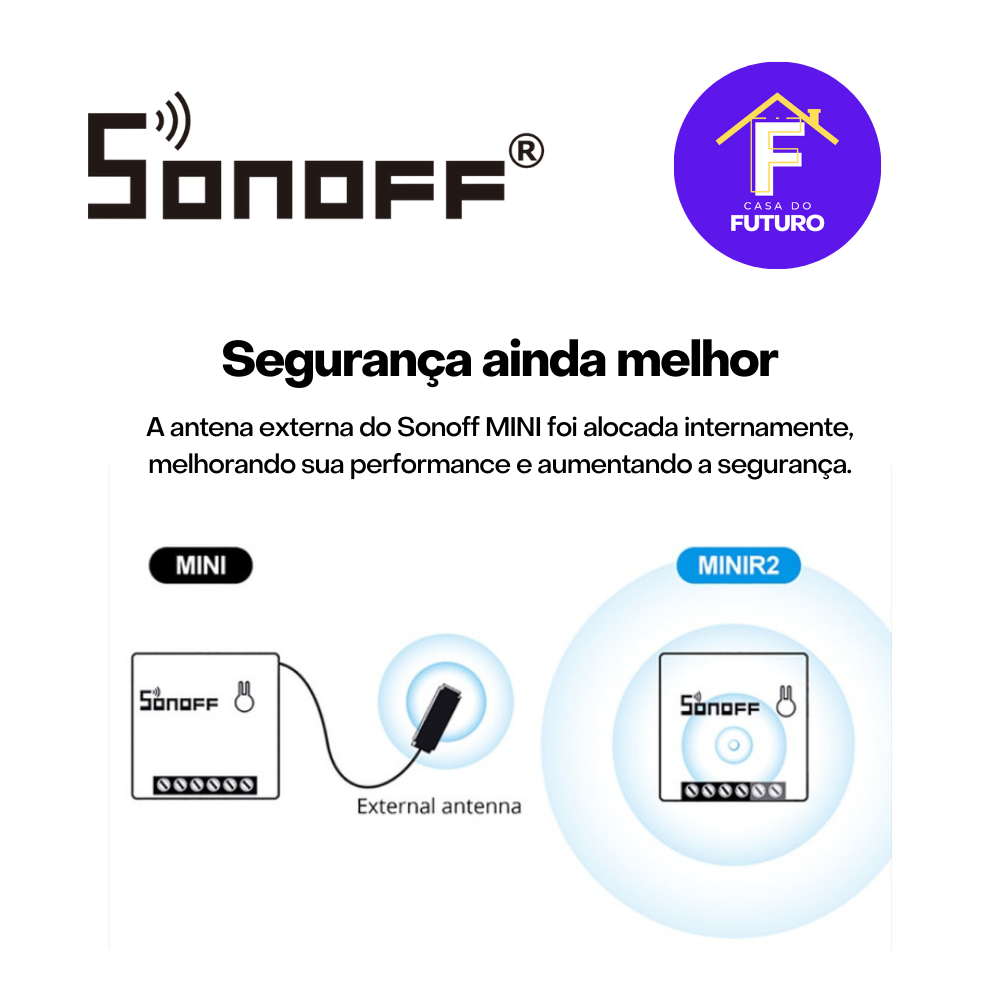 SONOFF®
F
CASA DO
FUTURO
Segurança ainda melhor
A antena externa do Sonoff MINI foi alocada internamente,
melhorando sua performance e aumentando a segurança.
MINI
MINIR2
SONOFF
SONOFF
External antenna